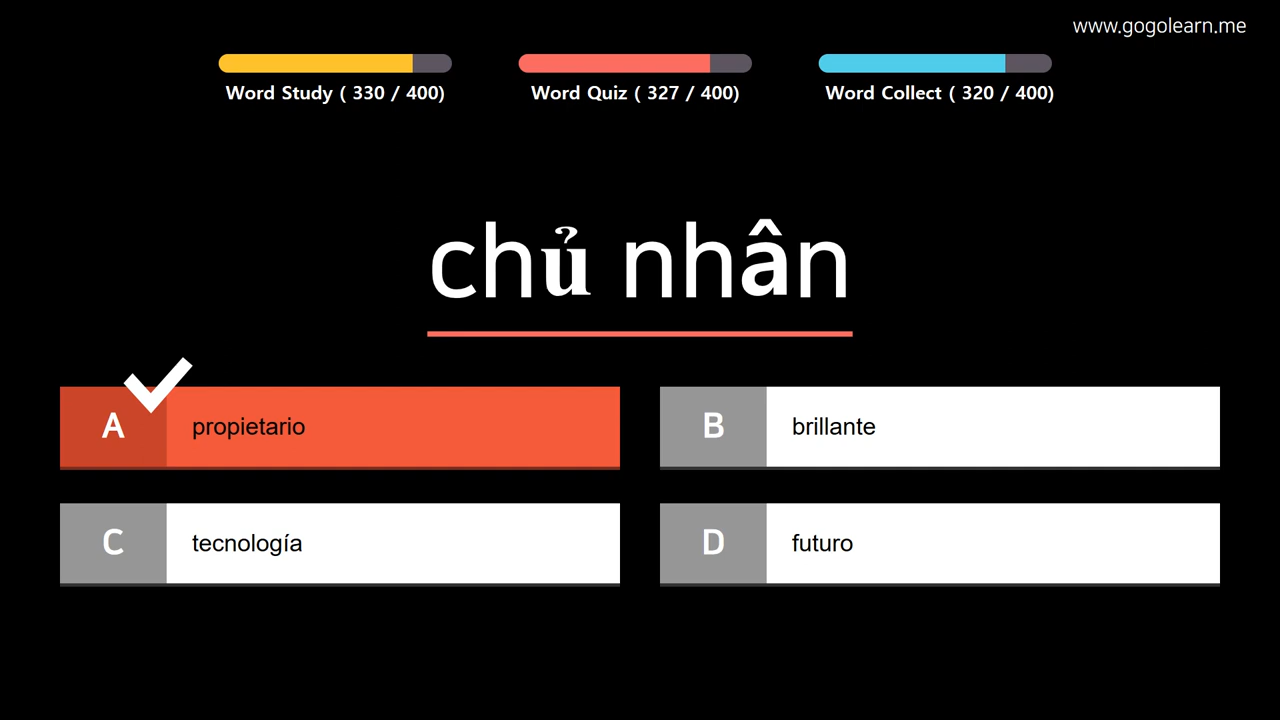 www.gogolearn.me
Word Study ( 330 / 400)
Word Quiz ( 327 / 400)
Word Collect ( 320 / 400)
chủ nhân
A propietario
B brillante
C tecnología
D futuro